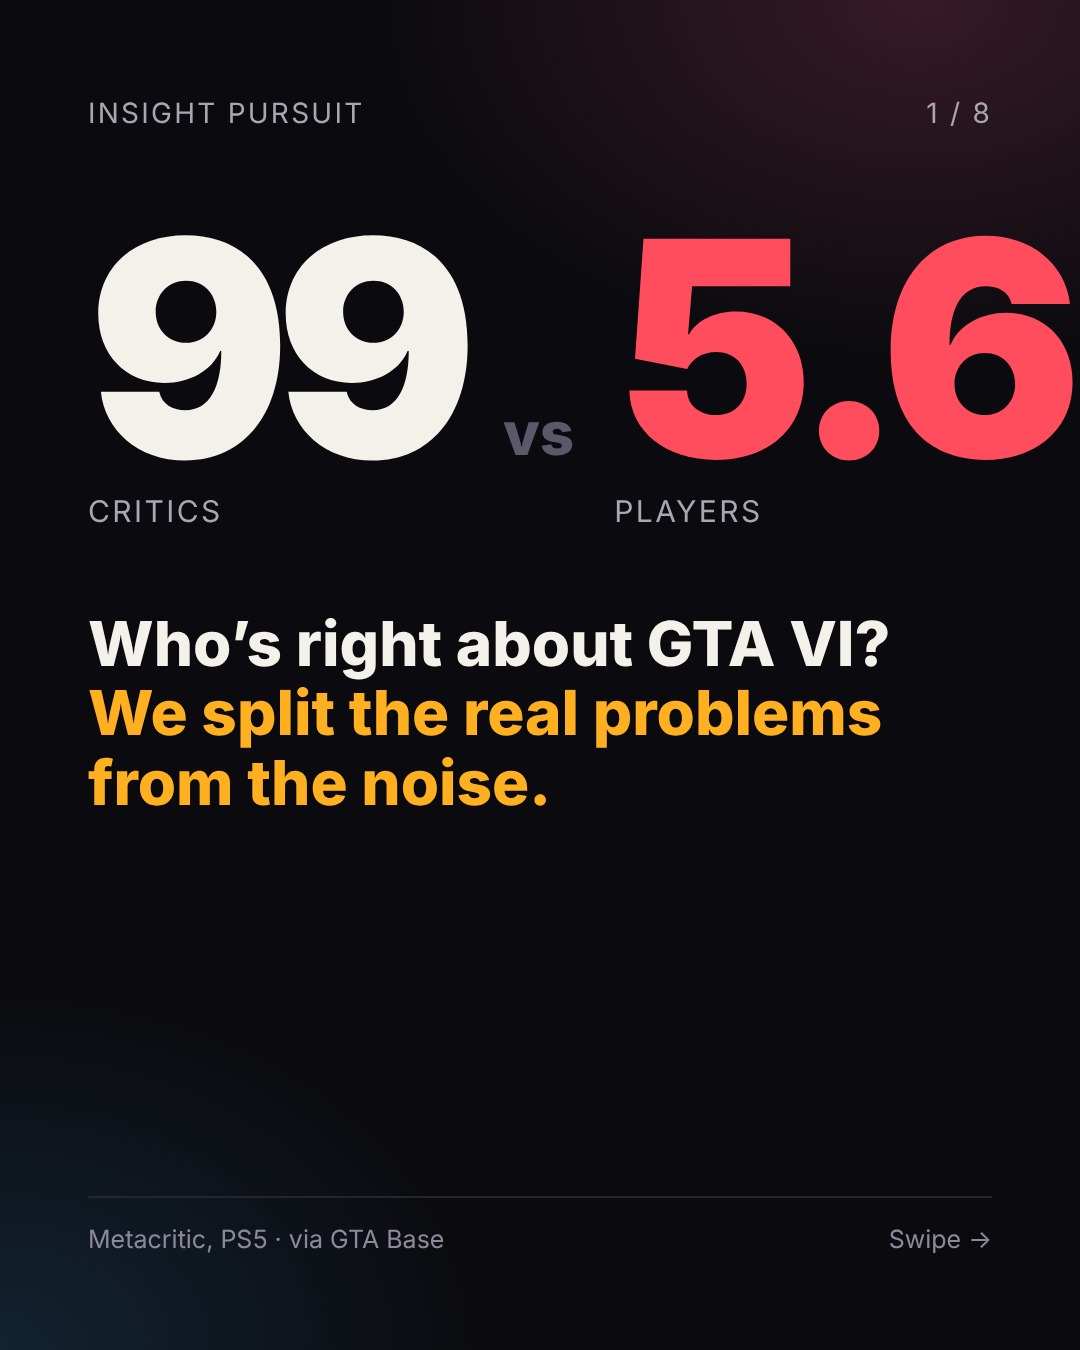 INSIGHT PURSUIT
1 / 8
99 vs 5.6
CRITICS
PLAYERS
Who’s right about GTA VI?
We split the real problems
from the noise.
Metacritic, PS5 · via GTA Base
Swipe →